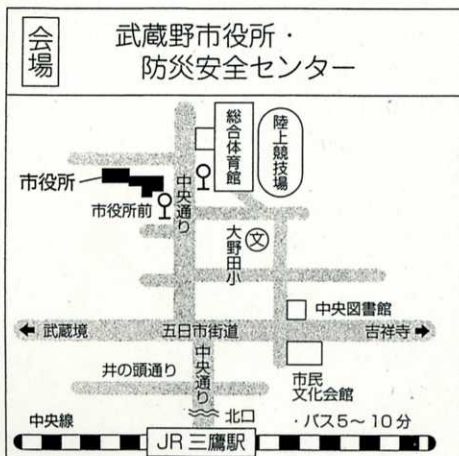 会場
武蔵野市役所・
防災安全センター
総合体育館
陸上競技場
市役所
市役所前
中央通り
大野田小
文
中央図書館
武蔵境
五日市街道
吉祥寺
井の頭通り
中央通り
市民
文化会館
北口
・バス5〜10分
中央線
JR 三鷹駅